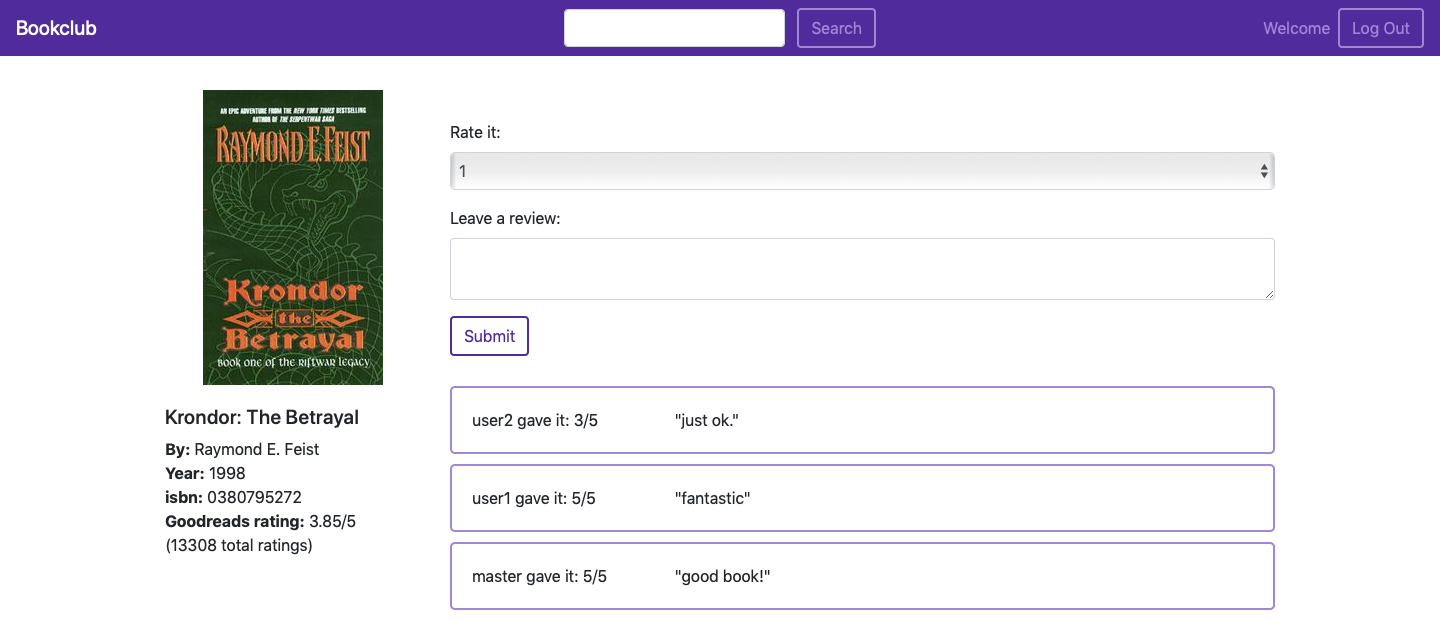 Bookclub
Search
Welcome
Log Out
AN EPIC ADVENTURE FROM THE NEW YORK TIMES BESTSELLING
AUTHOR OF THE SERPENTWAR SAGA
RAYMOND E. FEIST
Krondor
the
Betrayal
BOOK ONE OF THE RIFTWAR LEGACY
Krondor: The Betrayal
By: Raymond E. Feist
Year: 1998
isbn: 0380795272
Goodreads rating: 3.85/5
(13308 total ratings)
Rate it:
1
Leave a review:
Submit
user2 gave it: 3/5 "just ok."
user1 gave it: 5/5 "fantastic"
master gave it: 5/5 "good book!"